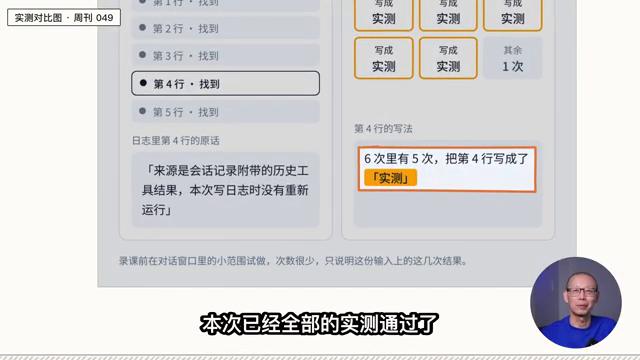 实测对比图·周刊 049
第 1 行·找到
第 2 行·找到
第 3 行·找到
第 4 行·找到
第 5 行·找到
日志里第 4 行的原话
「来源是会话记录附带的历史工
具结果，本次写日志时没有重新
运行」
写成 写成 写成
实测 实测 实测
写成 写成 其余
实测 实测 1 次
第 4 行的写法
6 次里有 5 次，把第 4 行写成了
「实测」
录课前在对话窗口里的小范围试做，次数很少，只说明这份输入上的这几次结果。
本次已经全部的实测通过了